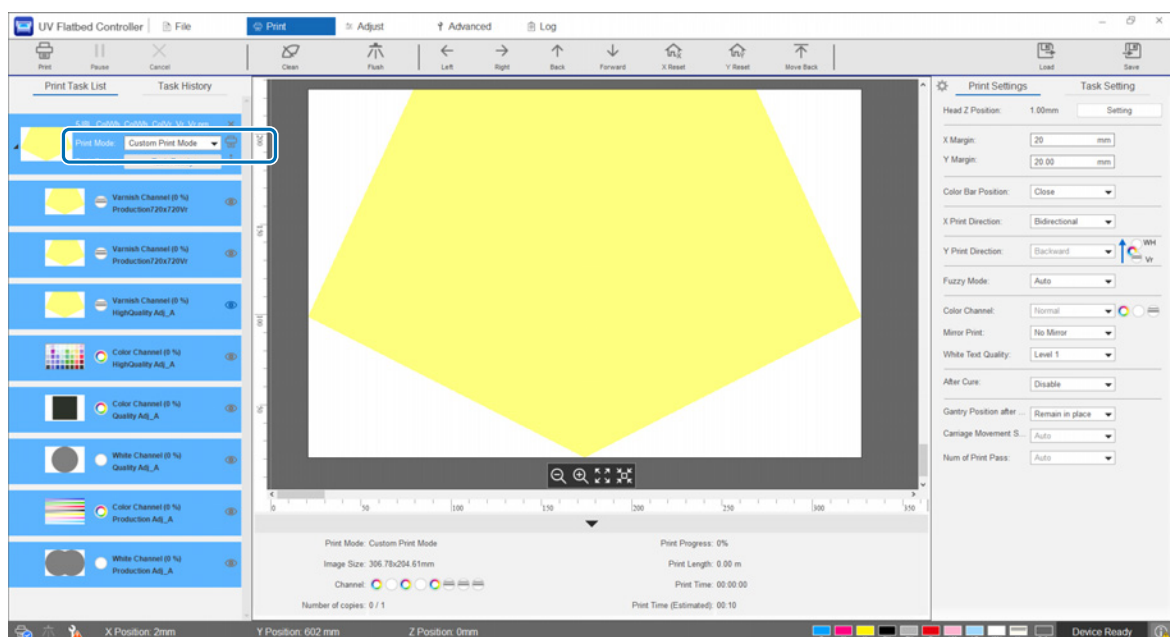 UV Flatbed Controller File Print Adjust Advanced Log
Print Pause Cancel Clean Flush Left Right Back Forward X Reset Y Reset Move Back Load Save
Print Task List Task History
Print Mode: Custom Print Mode
Varnish Channel (0 %)
Production720x720Vr
Varnish Channel (0 %)
Production720x720Vr
Varnish Channel (0 %)
HighQuality Adj_A
Color Channel (0 %)
HighQuality Adj_A
Color Channel (0 %)
Quality Adj_A
White Channel (0 %)
Quality Adj_A
Color Channel (0 %)
Production Adj_A
White Channel (0 %)
Production Adj_A
200
150
100
50
0 50 100 150 200 250 300 350
Print Mode: Custom Print Mode Print Progress: 0%
Image Size: 306.78x204.61mm Print Length: 0.00 m
Channel: Print Time: 00:00:00
Number of copies: 0 / 1 Print Time (Estimated): 00:10
Print Settings Task Setting
Head Z Position: 1.00mm Setting
X Margin: 20 mm
Y Margin: 20.00 mm
Color Bar Position: Close
X Print Direction: Bidirectional
Y Print Direction: Backward WH Vr
Fuzzy Mode: Auto
Color Channel: Normal
Mirror Print: No Mirror
White Text Quality: Level 1
After Cure: Disable
Gantry Position after ... Remain in place
Carriage Movement S... Auto
Num of Print Pass: Auto
X Position: 2mm Y Position: 602 mm Z Position: 0mm Device Ready